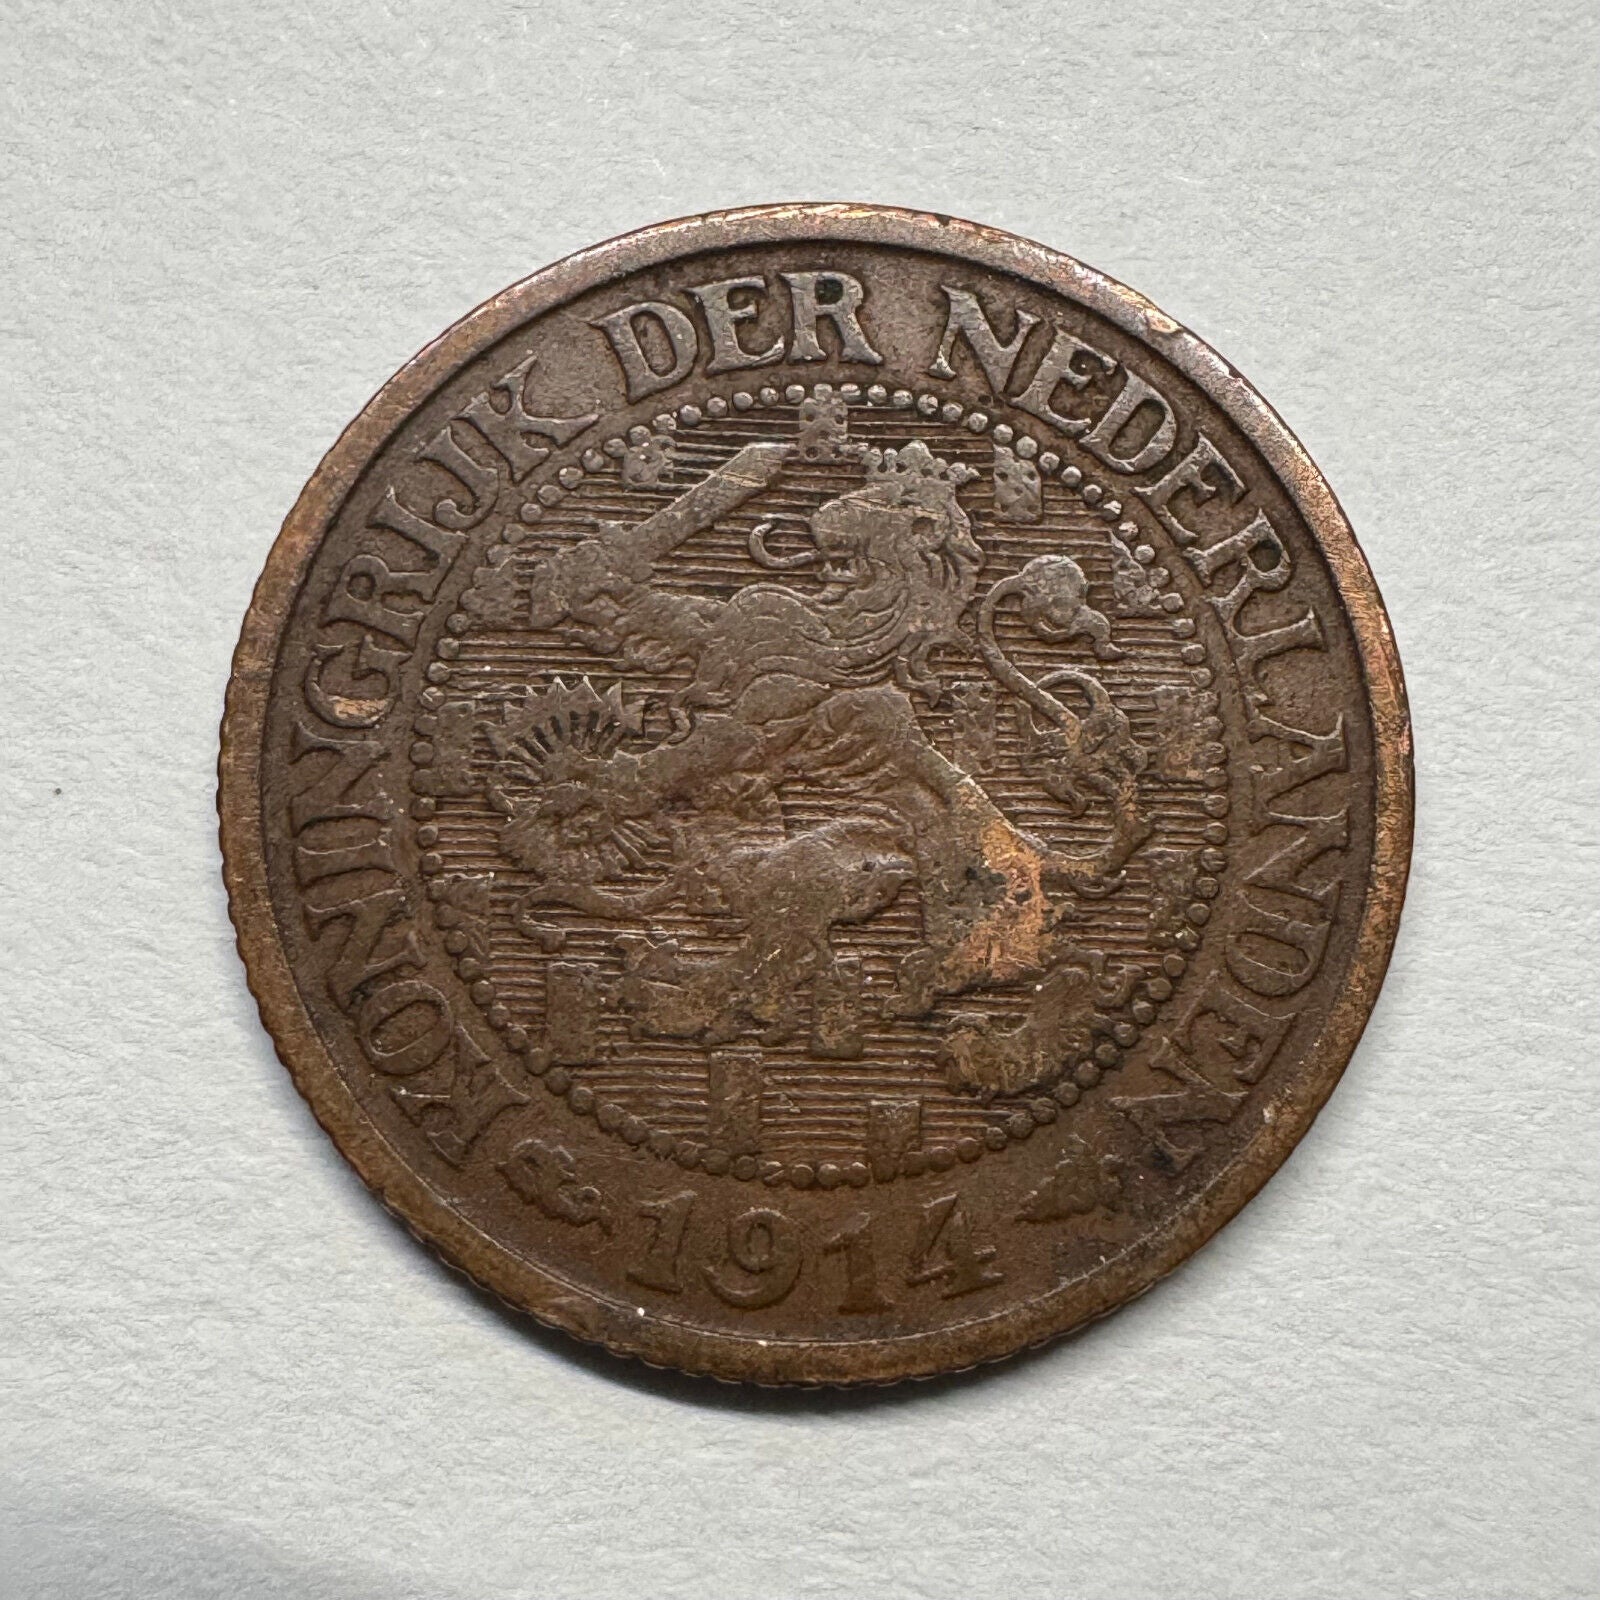 KONINGRIJK DER NEDERLANDEN
1914